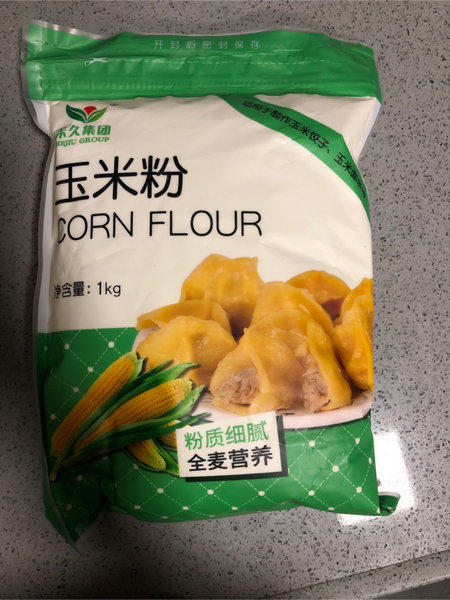 开封后密封保存
禾久集团
HEJIU GROUP
适用于制作玉米饺子、玉米面
玉米粉
CORN FLOUR
净含量：1kg
粉质细腻
全麦营养